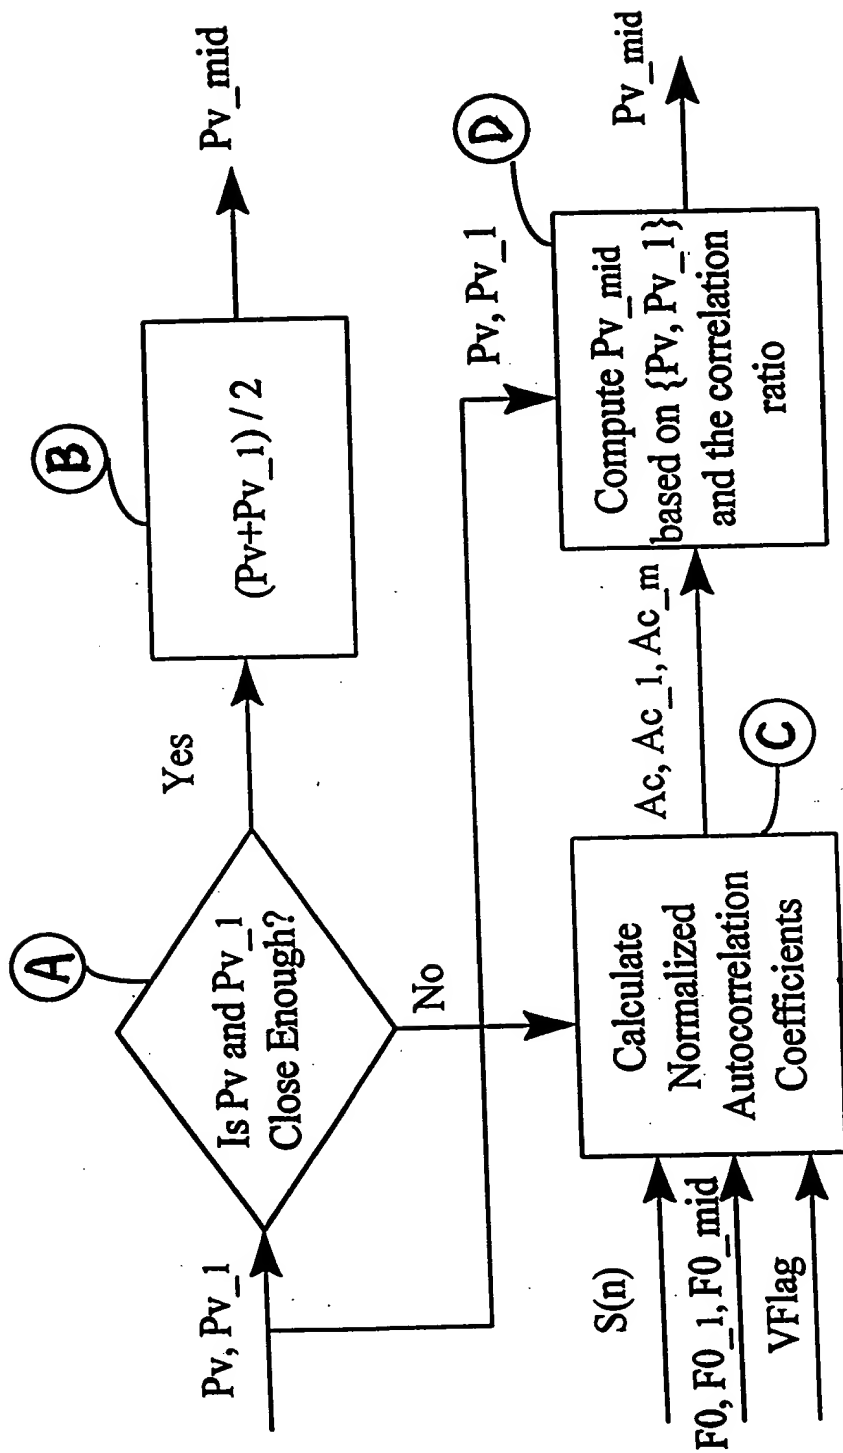 Pv, Pv_1
A
Is Pv and Pv_1
Close Enough?
Yes
No
B
(Pv+Pv_1) / 2
Pv_mid
S(n)
F0, F0_1, F0_mid
VFlag
Calculate
Normalized
Autocorrelation
Coefficients
C
Ac, Ac_1, Ac_m
Pv, Pv_1
D
Compute Pv_mid
based on {Pv, Pv_1}
and the correlation
ratio
Pv_mid